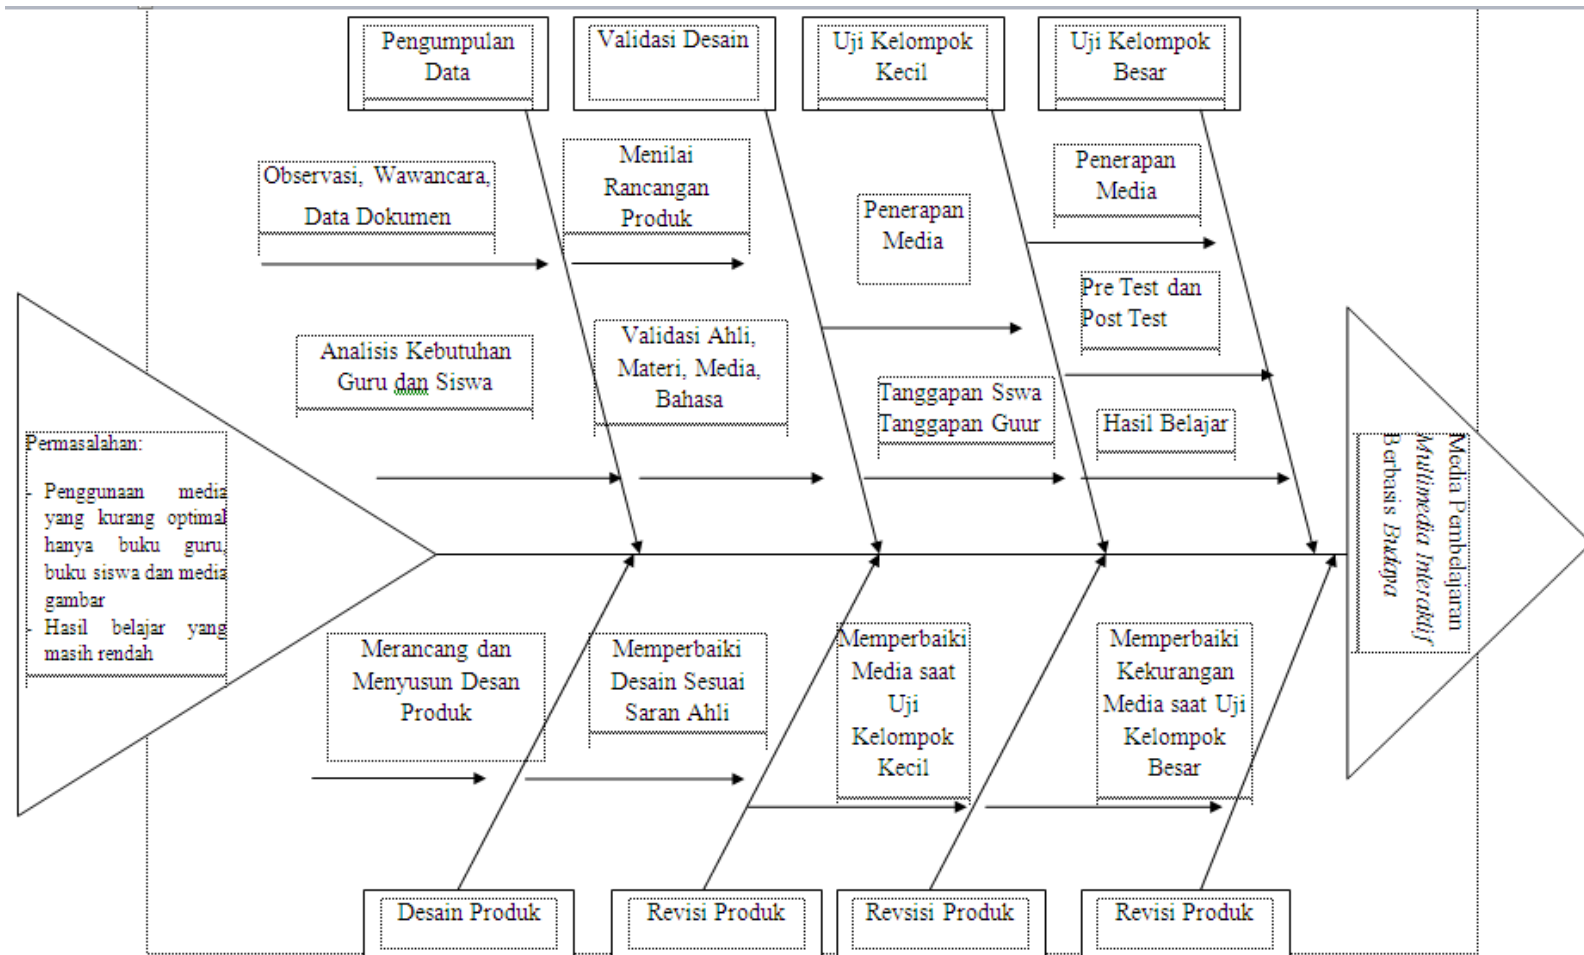 Pengumpulan
Data
Validasi Desain
Uji Kelompok
Kecil
Uji Kelompok
Besar
Observasi, Wawancara,
Data Dokumen
Menilai
Rancangan
Produk
Penerapan
Media
Penerapan
Media
Pre Test dan
Post Test
Analisis Kebutuhan
Guru dan Siswa
Validasi Ahli,
Materi, Media,
Bahasa
Tanggapan Sswa
Tanggapan Guur
Hasil Belajar
Permasalahan:
- Penggunaan media
yang kurang optimal
hanya buku guru,
buku siswa dan media
gambar
- Hasil belajar yang
masih rendah
Media Pembelajaran
Multimedia Interaktif
Berbasis Budaya
Merancang dan
Menyusun Desan
Produk
Memperbaiki
Desain Sesuai
Saran Ahli
Memperbaiki
Media saat
Uji
Kelompok
Kecil
Memperbaiki
Kekurangan
Media saat Uji
Kelompok
Besar
Desain Produk
Revisi Produk
Revsisi Produk
Revisi Produk